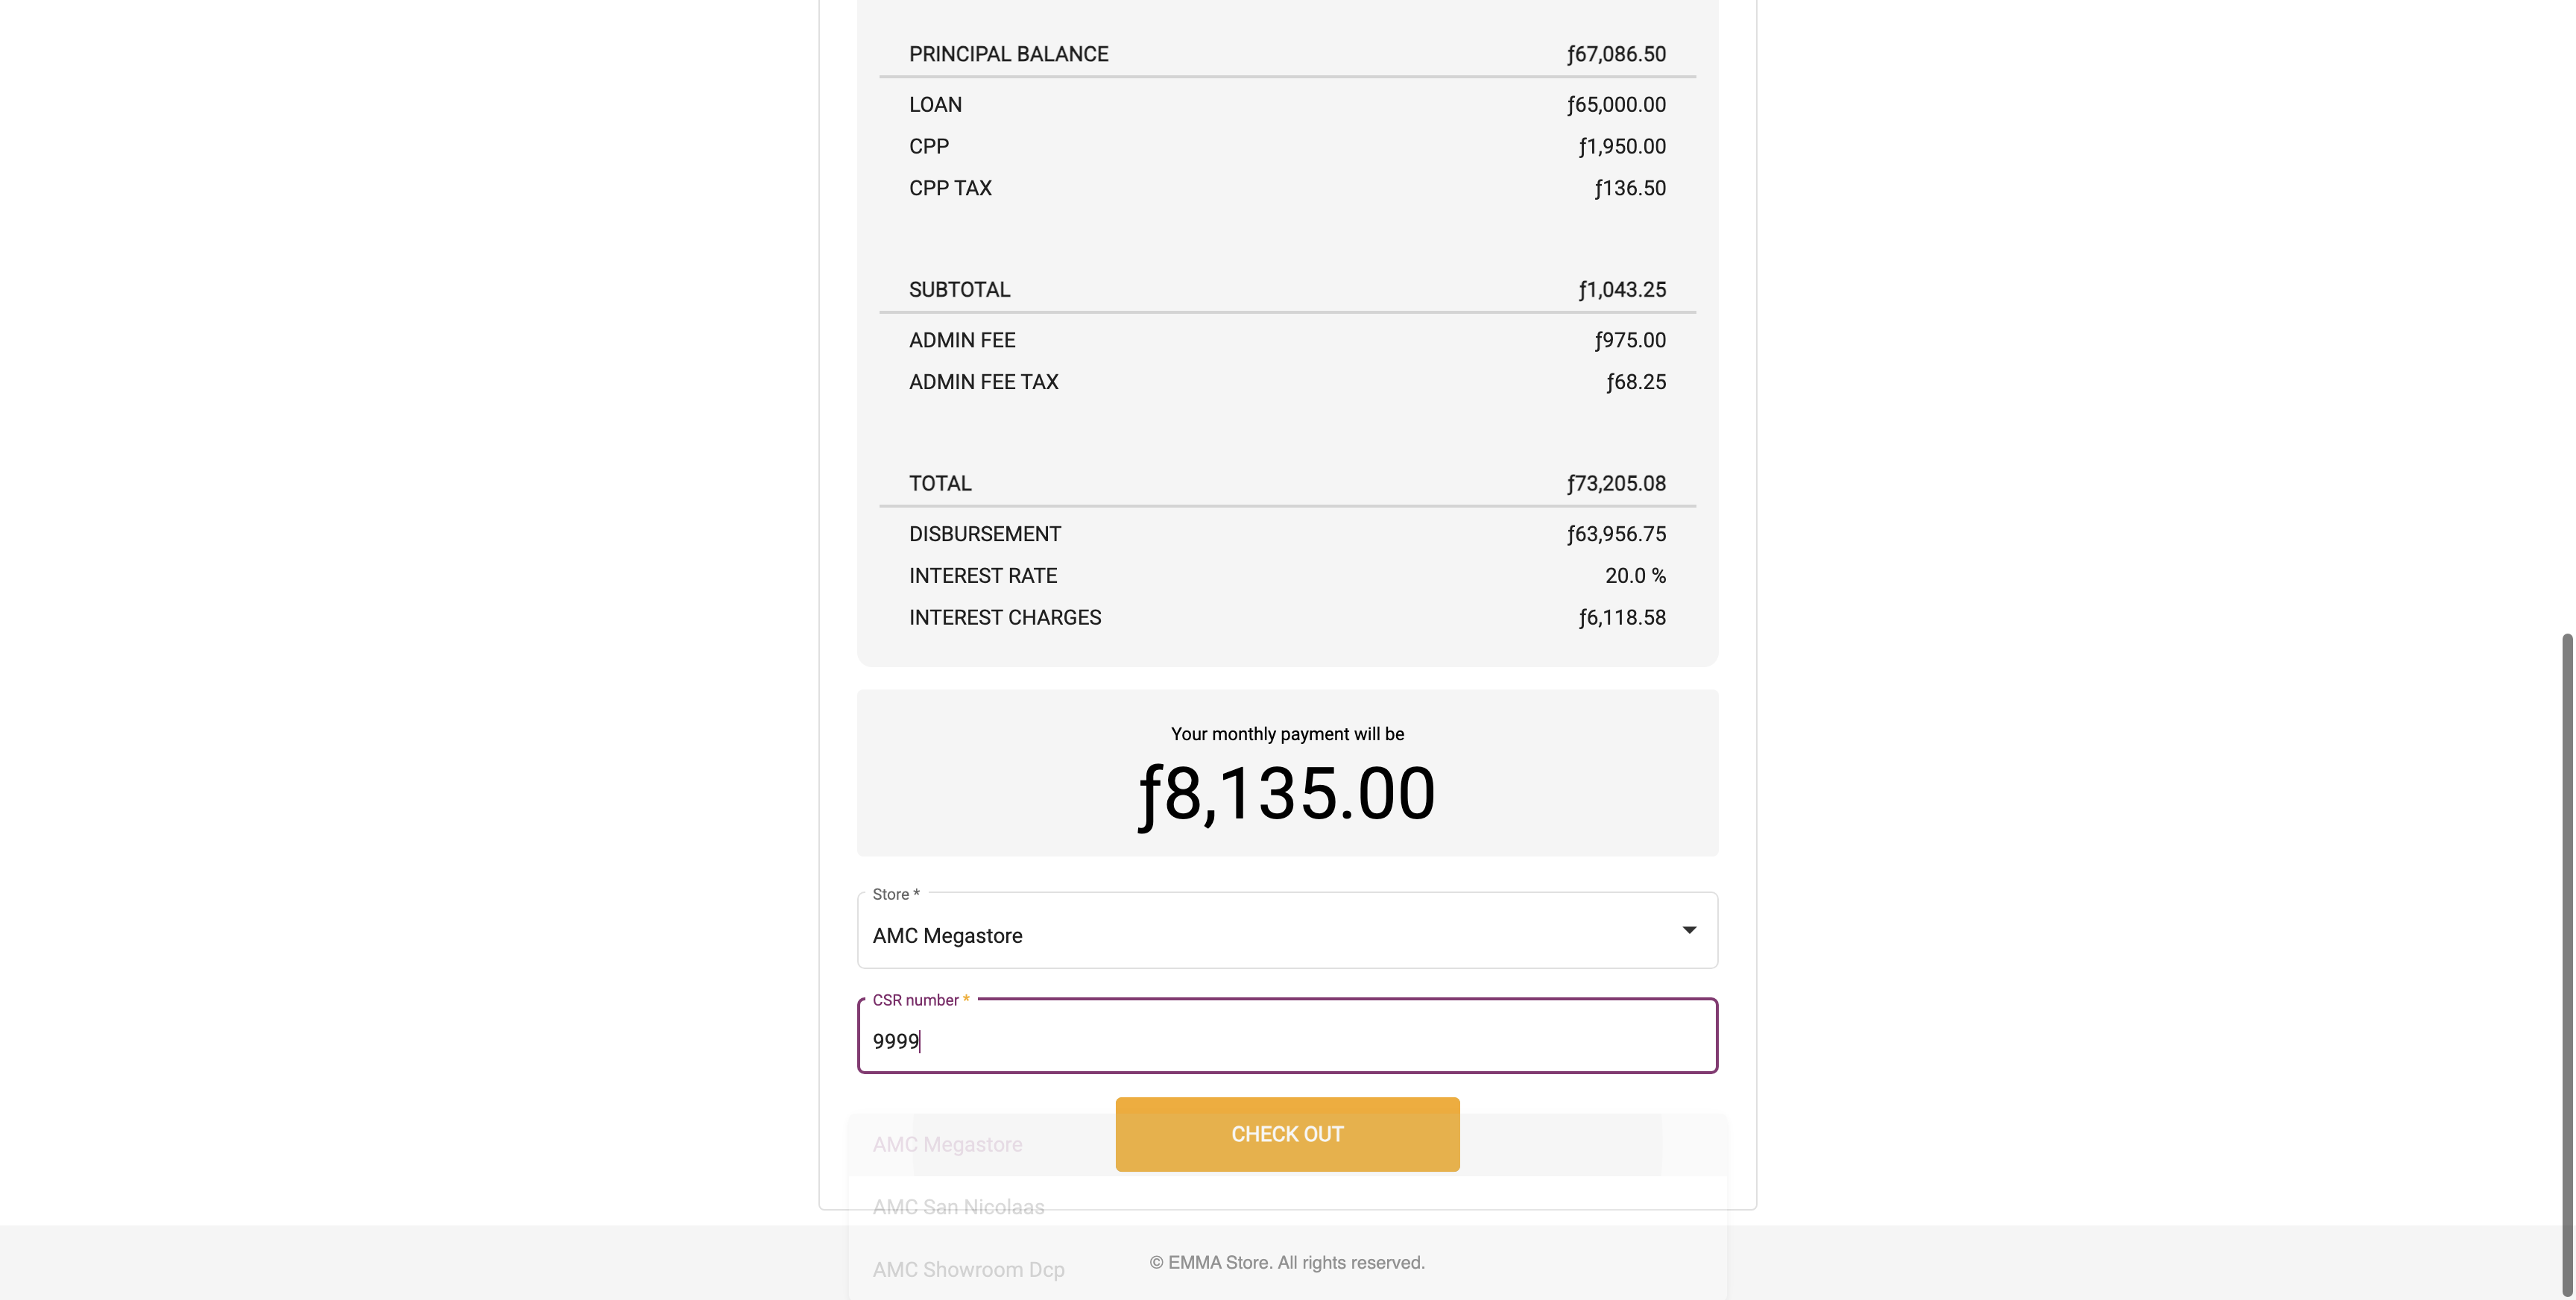 PRINCIPAL BALANCE ƒ67,086.50
LOAN ƒ65,000.00
CPP ƒ1,950.00
CPP TAX ƒ136.50
SUBTOTAL ƒ1,043.25
ADMIN FEE ƒ975.00
ADMIN FEE TAX ƒ68.25
TOTAL ƒ73,205.08
DISBURSEMENT ƒ63,956.75
INTEREST RATE 20.0 %
INTEREST CHARGES ƒ6,118.58
Your monthly payment will be
ƒ8,135.00
Store *
AMC Megastore
CSR number *
9999
CHECK OUT
AMC Megastore
AMC San Nicolaas
© EMMA Store. All rights reserved.
AMC Showroom Dcp